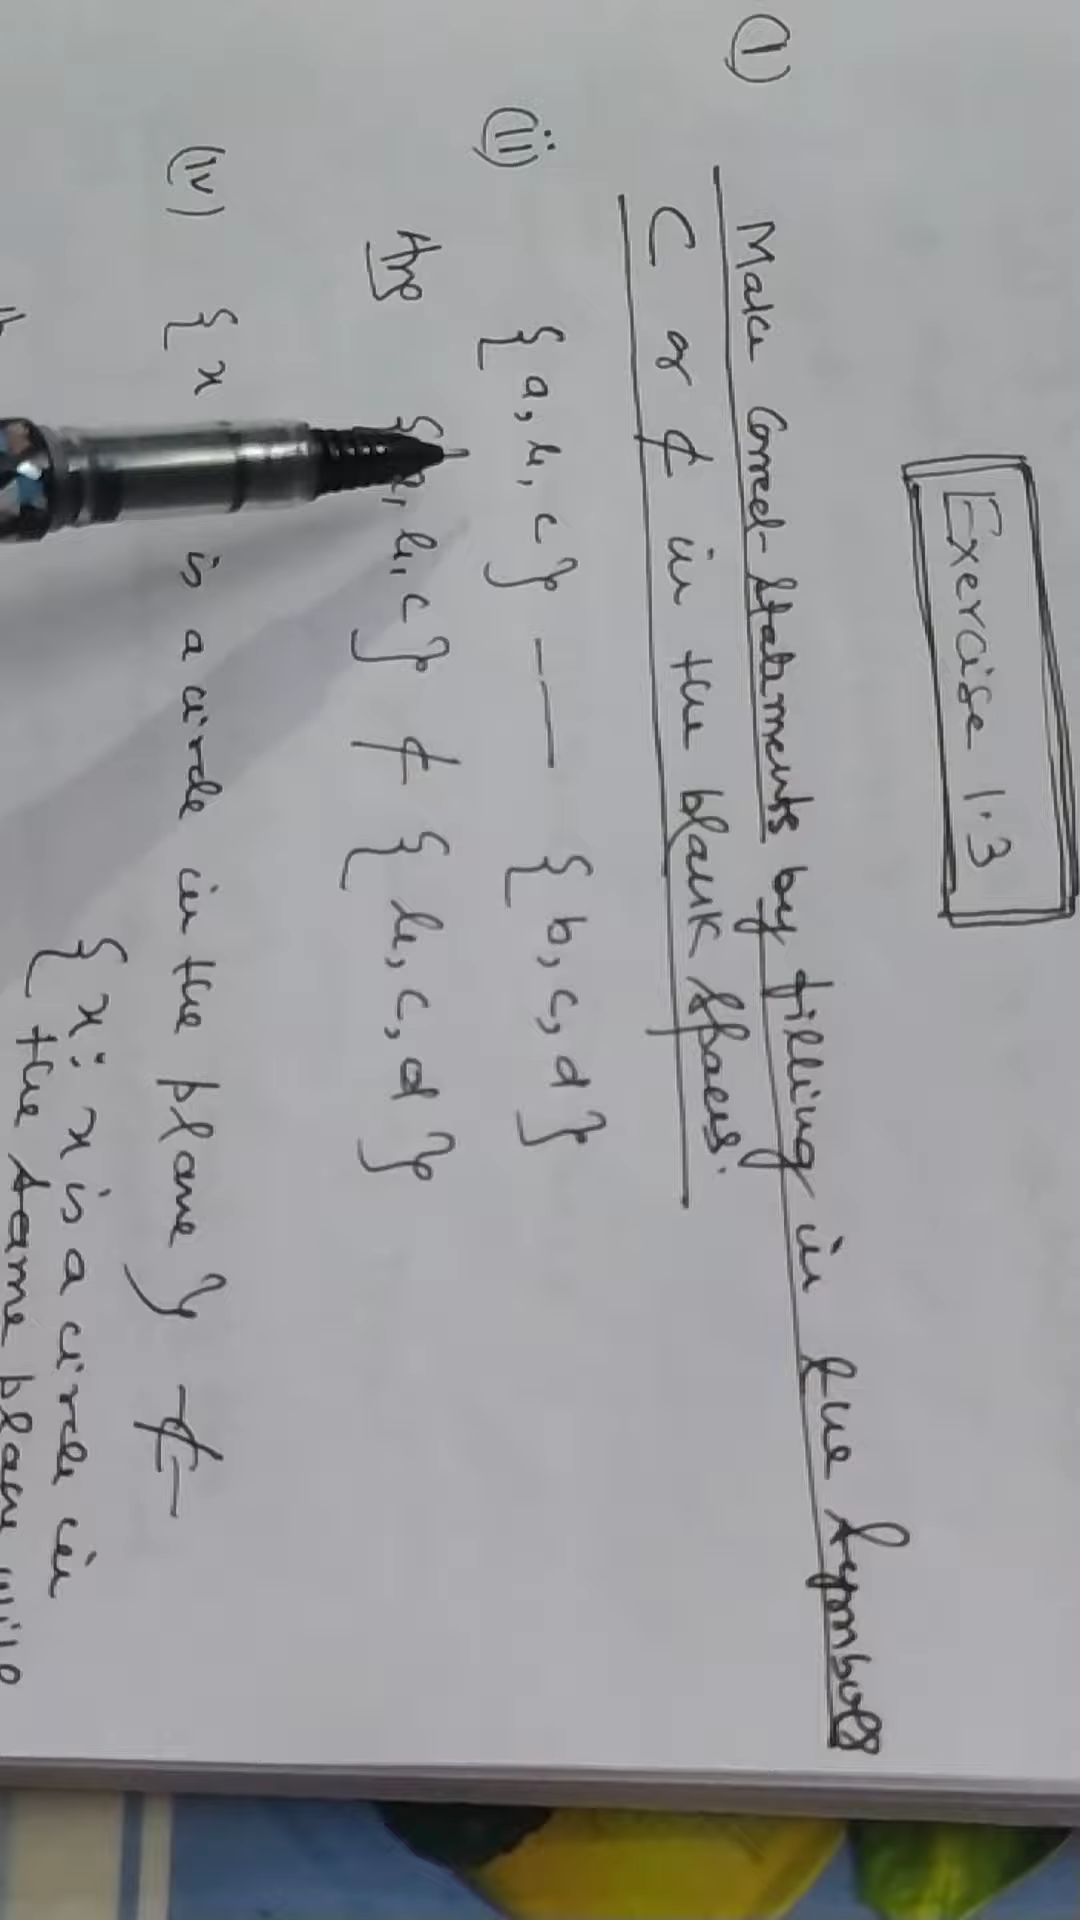 Exercise 1.3
(1) Make Correct Statements by filling in the symbols
⊂ or ⊄ in the blank spaces.
(ii) {a, b, c} —— {b, c, d}
Ans {a, b, c} ⊄ {b, c, d}
(iv) {x is a circle in the plane} ⊄
{x: x is a circle in
the same plane